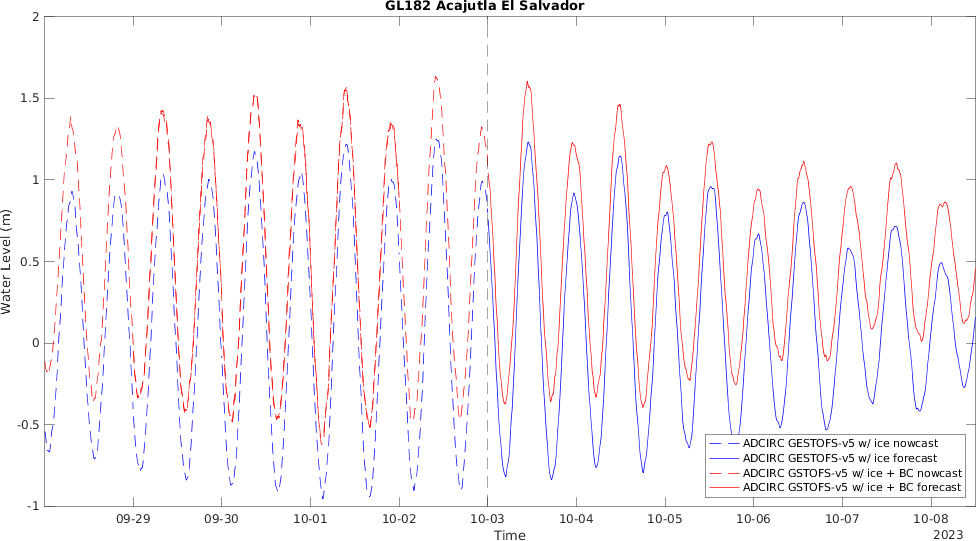 GL182 Acajutla El Salvador
2
1.5
1
0.5
0
-0.5
-1
Water Level (m)
ADCIRC GESTOFS-v5 w/ ice nowcast
ADCIRC GESTOFS-v5 w/ ice forecast
ADCIRC GSTOFS-v5 w/ ice + BC nowcast
ADCIRC GSTOFS-v5 w/ ice + BC forecast
09-29 09-30 10-01 10-02 10-03 10-04 10-05 10-06 10-07 10-08
Time
2023